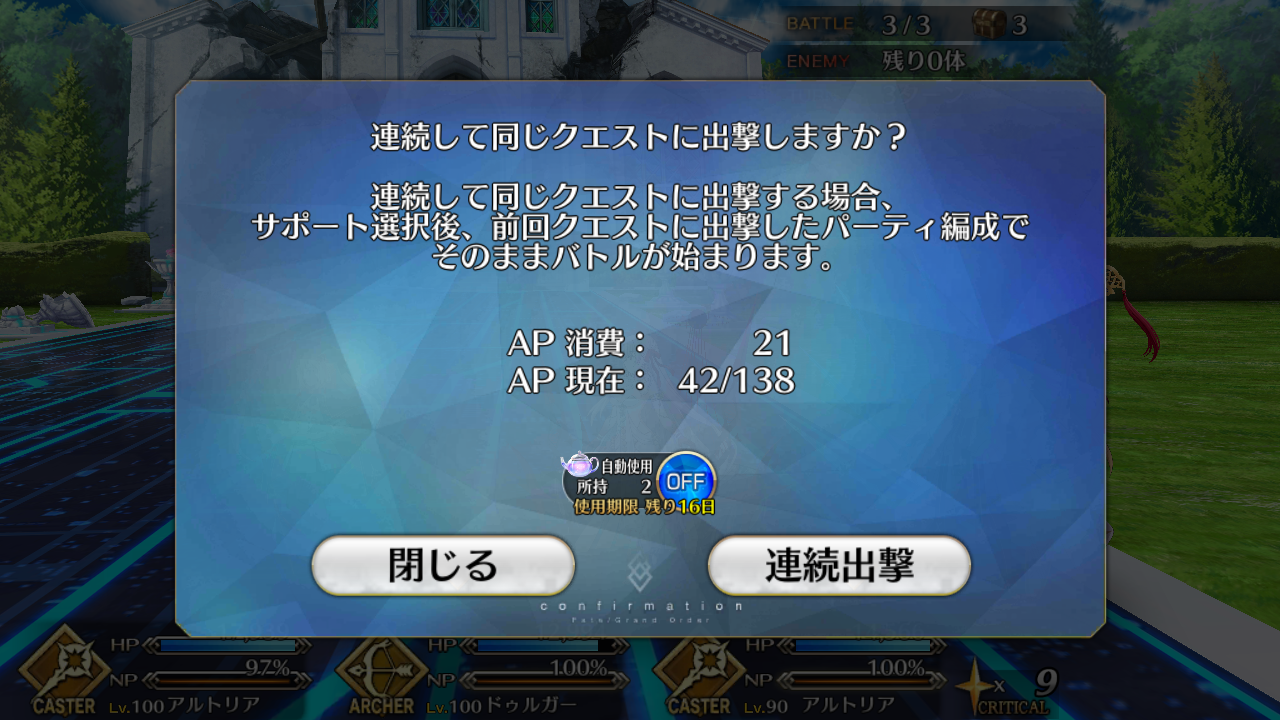 BATTLE 3/3 3
ENEMY 残り0体
連続して同じクエストに出撃しますか？
連続して同じクエストに出撃する場合、
サポート選択後、前回クエストに出撃したパーティ編成で
そのままバトルが始まります。
AP 消費： 21
AP 現在： 42/138
自動使用
所持 2
OFF
使用期限 残り16日
閉じる
連続出撃
confirmation
Fate/Grand Order
HP
NP 97%
CASTER Lv.100 アルトリア
HP
NP 100%
ARCHER Lv.100 ドゥルガー
HP
NP 100%
CASTER Lv.90 アルトリア
x 9
CRITICAL